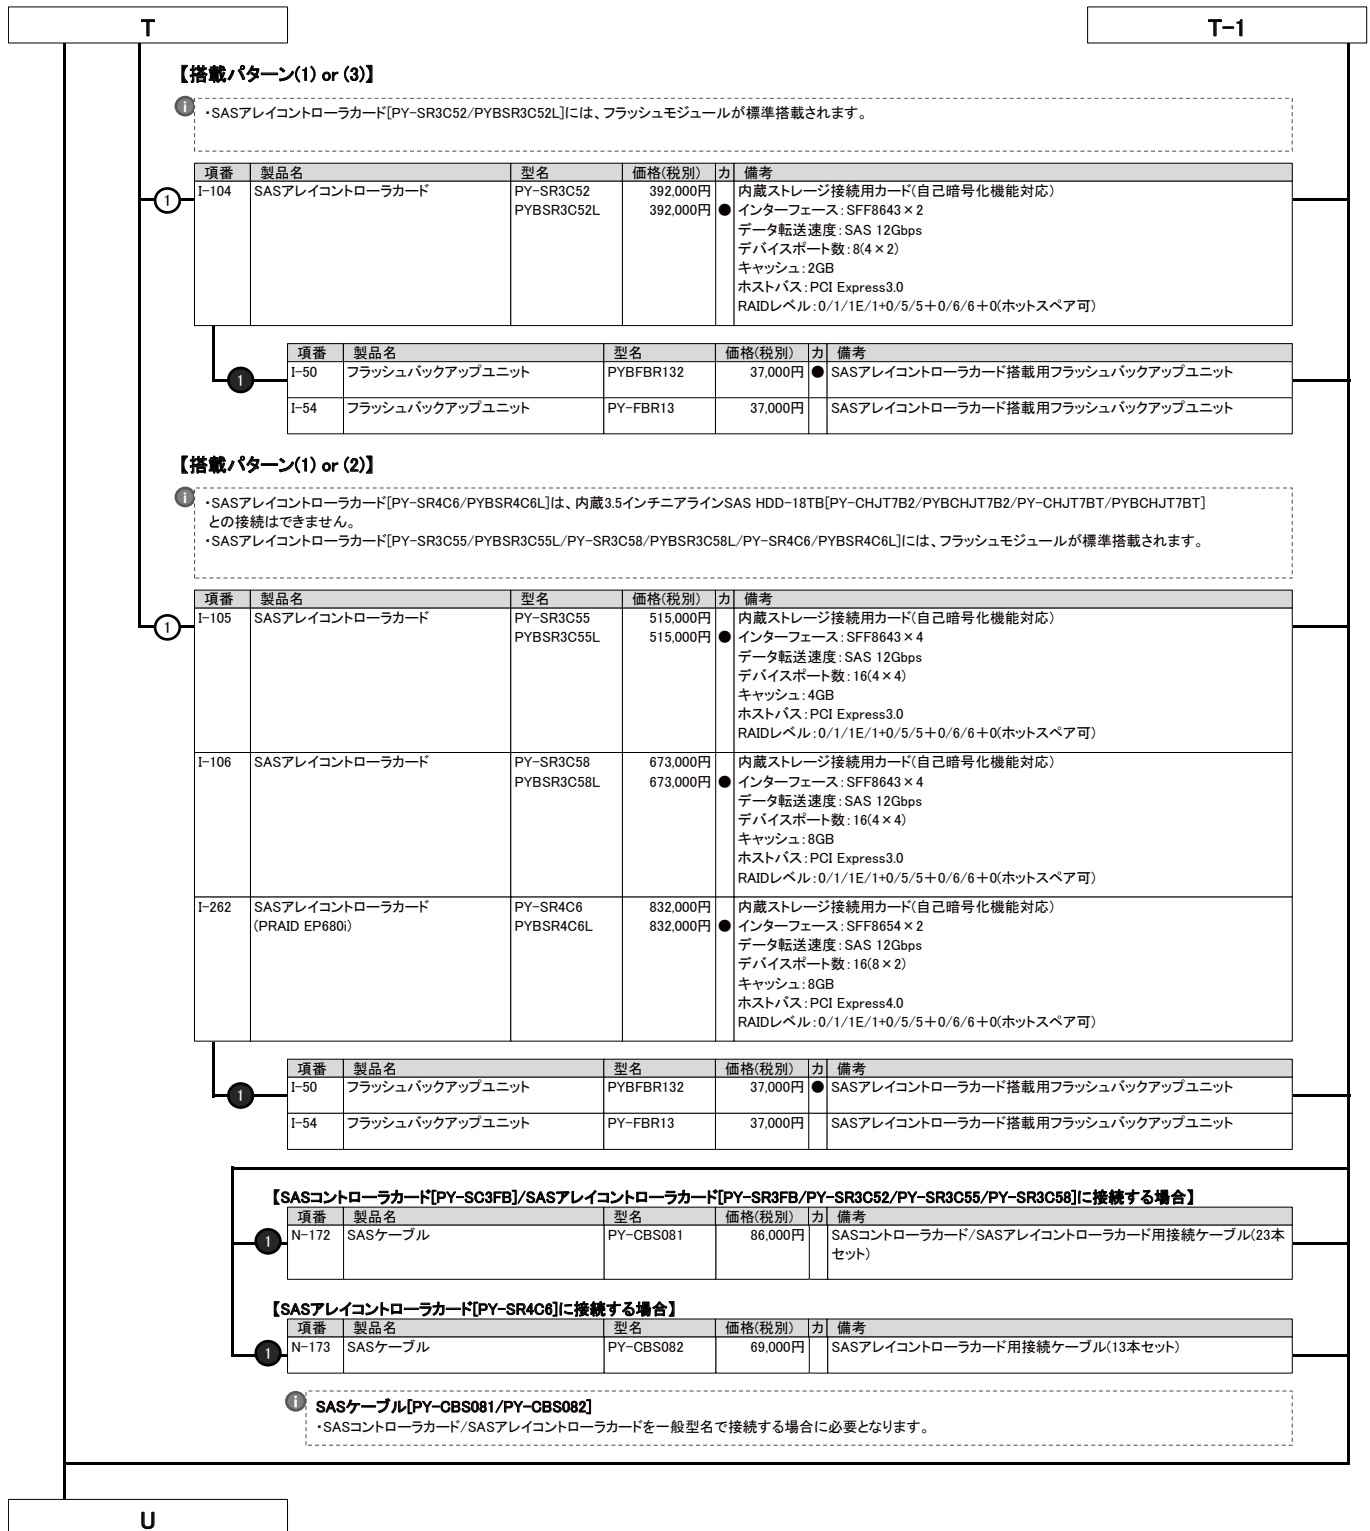 T
T-1
【搭載パターン(1) or (3)】
i
・SASアレイコントローラカード[PY-SR3C52/PYBSR3C52L]には、フラッシュモジュールが標準搭載されます。
項番 製品名 型名 価格(税別) カ 備考
1
I-104 SASアレイコントローラカード PY-SR3C52 392,000円 内蔵ストレージ接続用カード(自己暗号化機能対応)
PYBSR3C52L 392,000円 ● インターフェース:SFF8643×2
データ転送速度:SAS 12Gbps
デバイスポート数:8(4×2)
キャッシュ:2GB
ホストバス:PCI Express3.0
RAIDレベル:0/1/1E/1+0/5/5+0/6/6+0(ホットスペア可)
項番 製品名 型名 価格(税別) カ 備考
1
I-50 フラッシュバックアップユニット PYBFBR132 37,000円 ● SASアレイコントローラカード搭載用フラッシュバックアップユニット
I-54 フラッシュバックアップユニット PY-FBR13 37,000円 SASアレイコントローラカード搭載用フラッシュバックアップユニット
【搭載パターン(1) or (2)】
i
・SASアレイコントローラカード[PY-SR4C6/PYBSR4C6L]は、内蔵3.5インチニアラインSAS HDD-18TB[PY-CHJT7B2/PYBCHJT7B2/PY-CHJT7BT/PYBCHJT7BT]
との接続はできません。
・SASアレイコントローラカード[PY-SR3C55/PYBSR3C55L/PY-SR3C58/PYBSR3C58L/PY-SR4C6/PYBSR4C6L]には、フラッシュモジュールが標準搭載されます。
項番 製品名 型名 価格(税別) カ 備考
1
I-105 SASアレイコントローラカード PY-SR3C55 515,000円 内蔵ストレージ接続用カード(自己暗号化機能対応)
PYBSR3C55L 515,000円 ● インターフェース:SFF8643×4
データ転送速度:SAS 12Gbps
デバイスポート数:16(4×4)
キャッシュ:4GB
ホストバス:PCI Express3.0
RAIDレベル:0/1/1E/1+0/5/5+0/6/6+0(ホットスペア可)
I-106 SASアレイコントローラカード PY-SR3C58 673,000円 内蔵ストレージ接続用カード(自己暗号化機能対応)
PYBSR3C58L 673,000円 ● インターフェース:SFF8643×4
データ転送速度:SAS 12Gbps
デバイスポート数:16(4×4)
キャッシュ:8GB
ホストバス:PCI Express3.0
RAIDレベル:0/1/1E/1+0/5/5+0/6/6+0(ホットスペア可)
I-262 SASアレイコントローラカード PY-SR4C6 832,000円 内蔵ストレージ接続用カード(自己暗号化機能対応)
(PRAID EP680i) PYBSR4C6L 832,000円 ● インターフェース:SFF8654×2
データ転送速度:SAS 12Gbps
デバイスポート数:16(8×2)
キャッシュ:8GB
ホストバス:PCI Express4.0
RAIDレベル:0/1/1E/1+0/5/5+0/6/6+0(ホットスペア可)
項番 製品名 型名 価格(税別) カ 備考
1
I-50 フラッシュバックアップユニット PYBFBR132 37,000円 ● SASアレイコントローラカード搭載用フラッシュバックアップユニット
I-54 フラッシュバックアップユニット PY-FBR13 37,000円 SASアレイコントローラカード搭載用フラッシュバックアップユニット
【SASコントローラカード[PY-SC3FB]/SASアレイコントローラカード[PY-SR3FB/PY-SR3C52/PY-SR3C55/PY-SR3C58]に接続する場合】
項番 製品名 型名 価格(税別) カ 備考
1
N-172 SASケーブル PY-CBS081 86,000円 SASコントローラカード/SASアレイコントローラカード用接続ケーブル(23本
セット)
【SASアレイコントローラカード[PY-SR4C6]に接続する場合】
項番 製品名 型名 価格(税別) カ 備考
1
N-173 SASケーブル PY-CBS082 69,000円 SASアレイコントローラカード用接続ケーブル(13本セット)
i
SASケーブル[PY-CBS081/PY-CBS082]
・SASコントローラカード/SASアレイコントローラカードを一般型名で接続する場合に必要となります。
U